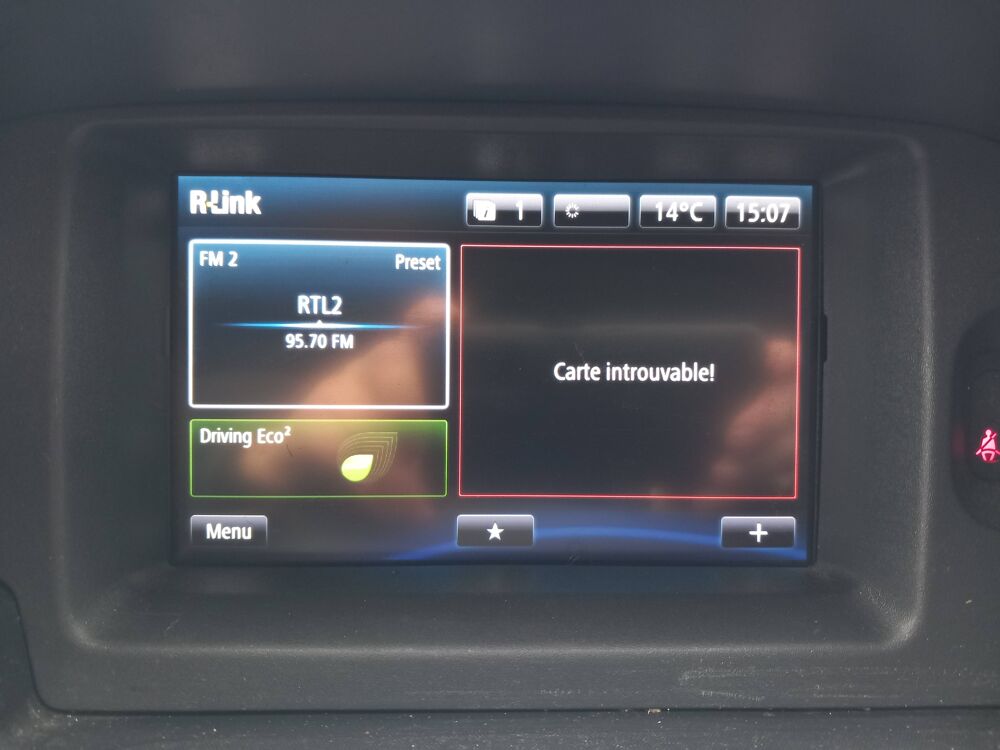 R-Link
1
14°C
15:07
FM 2
Preset
RTL2
95.70 FM
Carte introuvable!
Driving Eco²
Menu